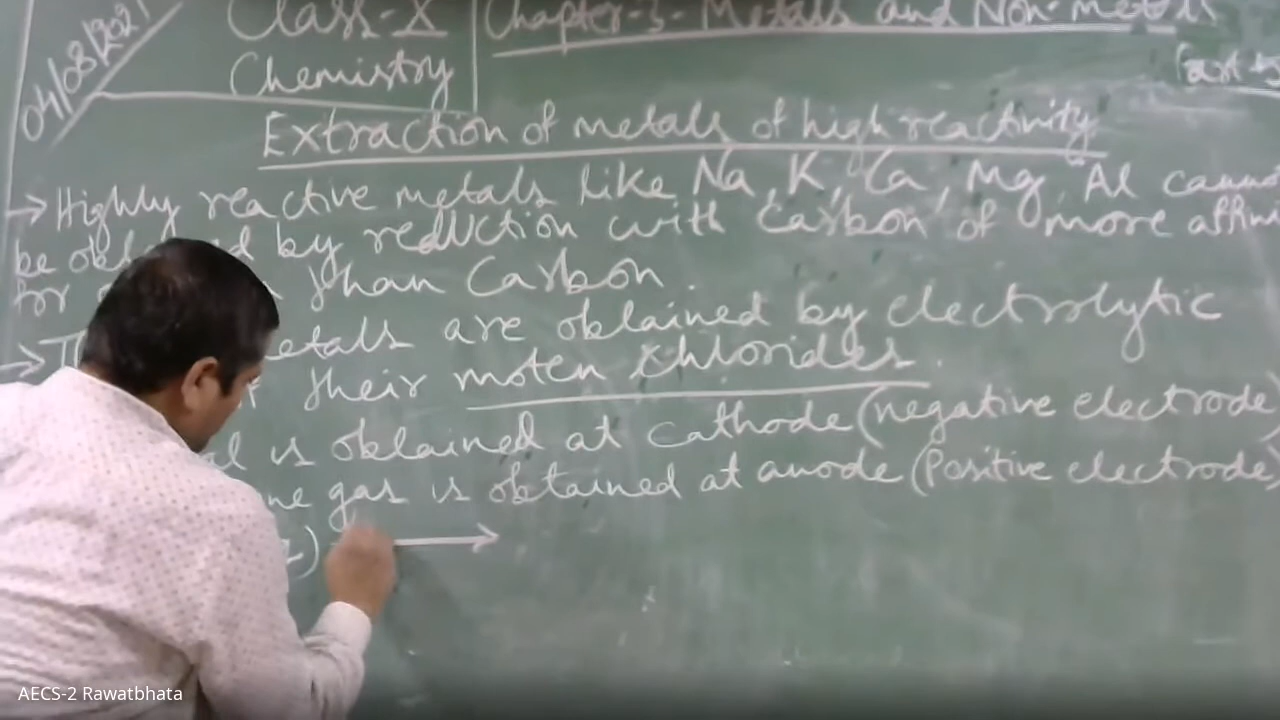 04/08/2021
Class-X
Chapter-3- Metals and Non-metals
Chemistry
Part-5
Extraction of metals of high reactivity
→ Highly reactive metals like Na, K, Ca, Mg, Al
be by reduction with Carbon of more
for than Carbon.
→ are obtained by electrolytic
their molten chlorides.
is obtained at cathode (negative electrode)
gas is obtained at anode (Positive electrode)
→
AECS-2 Rawatbhata